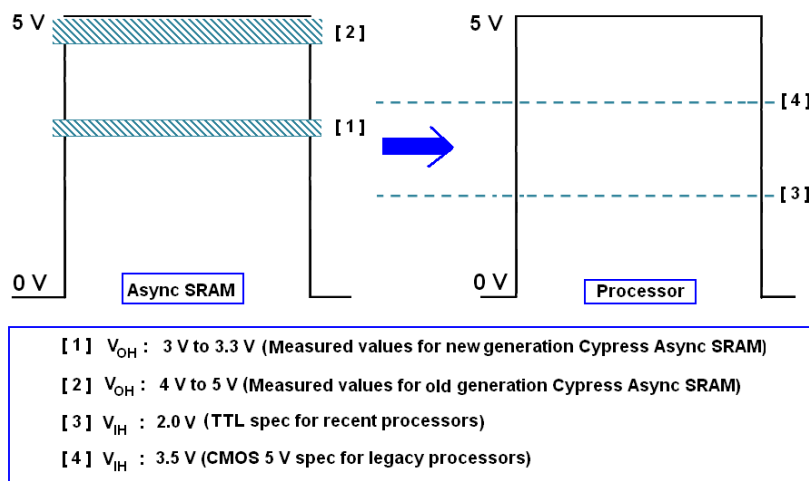 5 V
[ 2 ]
[ 1 ]
0 V
Async SRAM
5 V
[ 4 ]
[ 3 ]
0 V
Processor
[ 1 ] VOH : 3 V to 3.3 V (Measured values for new generation Cypress Async SRAM)
[ 2 ] VOH : 4 V to 5 V (Measured values for old generation Cypress Async SRAM)
[ 3 ] VIH : 2.0 V (TTL spec for recent processors)
[ 4 ] VIH : 3.5 V (CMOS 5 V spec for legacy processors)